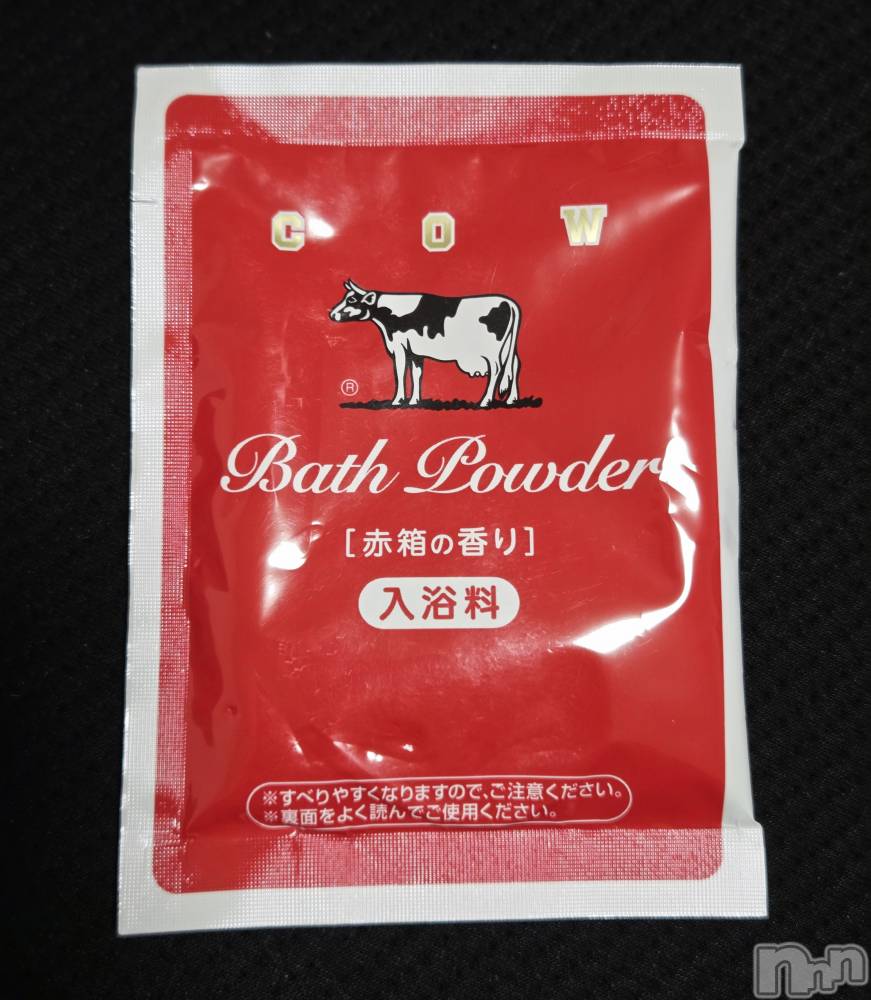 C O W
®
Bath Powder
[赤箱の香り]
入浴料
※すべりやすくなりますので、ご注意ください。
※裏面をよく読んでご使用ください。
nnn